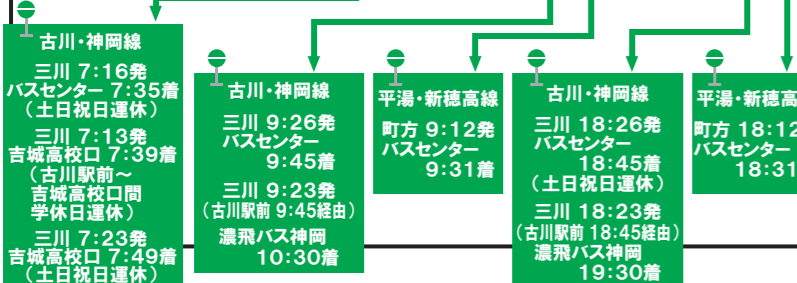 古川・神岡線
三川 7:16発
バスセンター 7:35着
（土日祝日運休）
三川 7:13発
吉城高校口 7:39着
（古川駅前～
吉城高校口間
学休日運休）
三川 7:23発
吉城高校口 7:49着
（土日祝日運休）
古川・神岡線
三川 9:26発
バスセンター
9:45着
三川 9:23発
（古川駅前 9:45経由）
濃飛バス神岡
10:30着
平湯・新穂高線
町方 9:12発
バスセンター
9:31着
古川・神岡線
三川 18:26発
バスセンター
18:45着
（土日祝日運休）
三川 18:23発
（古川駅前 18:45経由）
濃飛バス神岡
19:30着
平湯・新穂高
町方 18:12
バスセンター
18:31